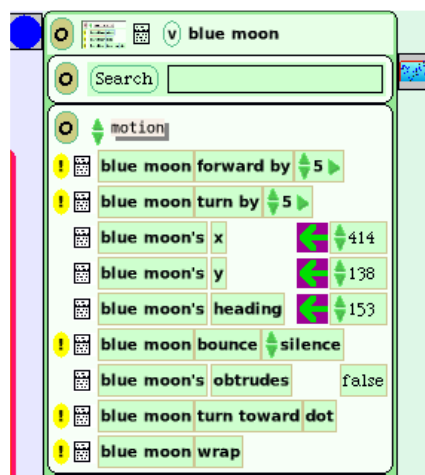 v blue moon
Search
motion
! blue moon forward by 5
! blue moon turn by 5
blue moon's x 414
blue moon's y 138
blue moon's heading 153
! blue moon bounce silence
blue moon's obtrudes false
! blue moon turn toward dot
! blue moon wrap